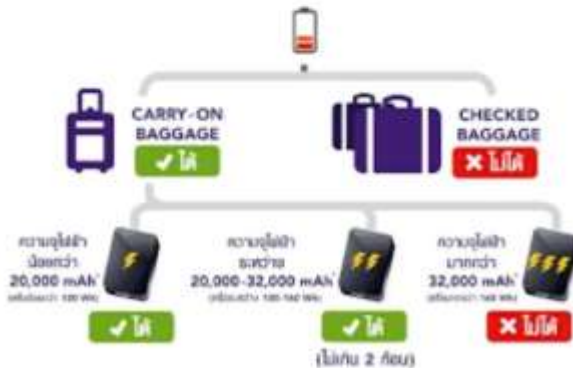 CARRY-ON
BAGGAGE
ได้
CHECKED
BAGGAGE
ไม่ได้
ความจุไฟฟ้า
น้อยกว่า
20,000 mAh*
ได้
ความจุไฟฟ้า
ระหว่าง
20,000-32,000 mAh*
ได้
(ไม่เกิน 2 ก้อน)
ความจุไฟฟ้า
มากกว่า
32,000 mAh*
ไม่ได้